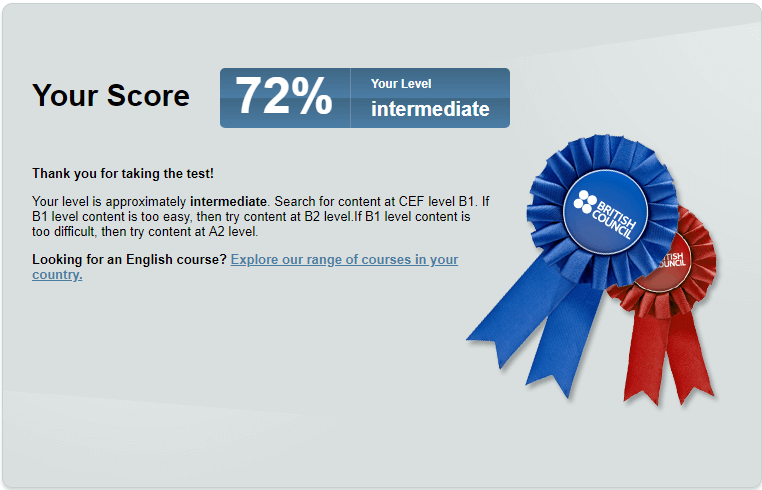 Your Score
72%
Your Level
intermediate
Thank you for taking the test!
Your level is approximately intermediate. Search for content at CEF level B1. If
B1 level content is too easy, then try content at B2 level.If B1 level content is
too difficult, then try content at A2 level.
Looking for an English course? Explore our range of courses in your
country.
BRITISH
COUNCIL